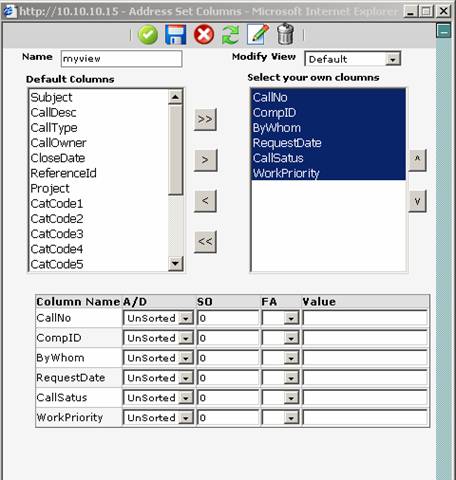 http://10.10.10.15 - Address Set Columns - Microsoft Internet Explorer
Name myview Modify View Default
Default Columns Select your own cloumns
Subject
CallDesc
CallType
CallOwner
CloseDate
ReferenceId
Project
CatCode1
CatCode2
CatCode3
CatCode4
CatCode5
>>
>
<
<<
CallNo
CompID
ByWhom
RequestDate
CallSatus
WorkPriority
^
v
Column Name A/D SO FA Value
CallNo UnSorted 0
CompID UnSorted 0
ByWhom UnSorted 0
RequestDate UnSorted 0
CallSatus UnSorted 0
WorkPriority UnSorted 0